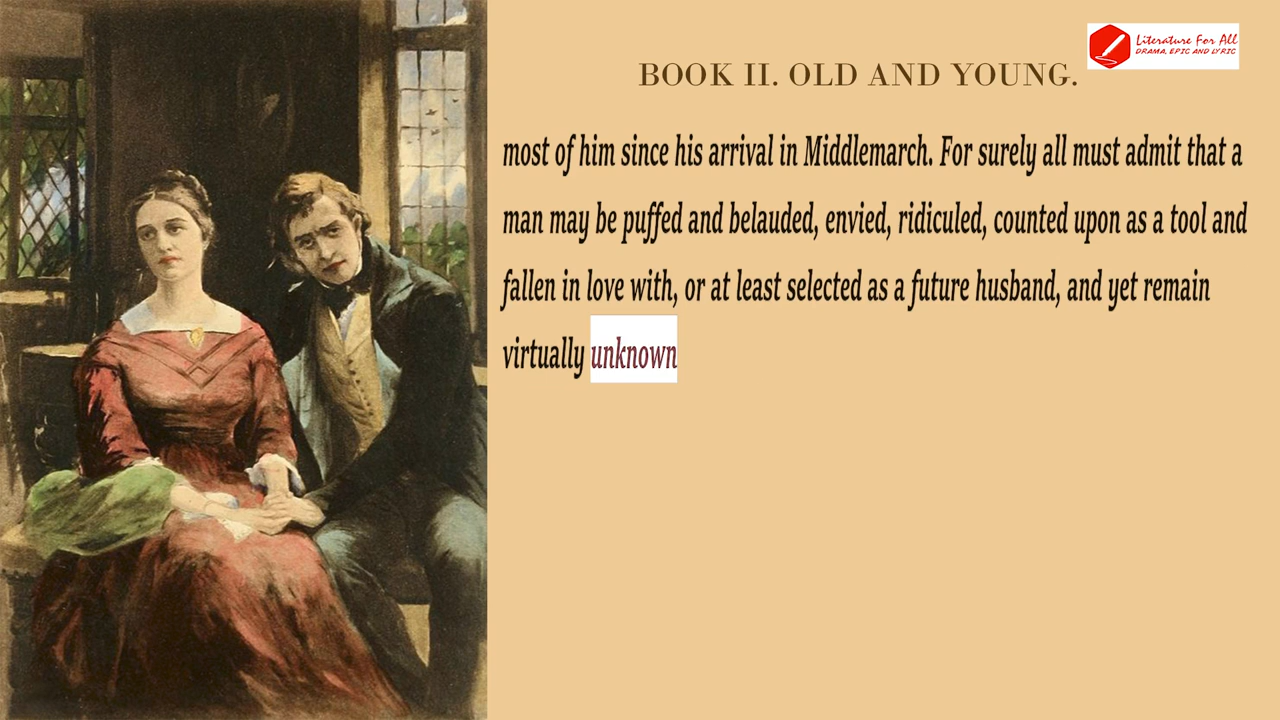 Literature For All
DRAMA, EPIC AND LYRIC
BOOK II. OLD AND YOUNG.
most of him since his arrival in Middlemarch. For surely all must admit that a
man may be puffed and belauded, envied, ridiculed, counted upon as a tool and
fallen in love with, or at least selected as a future husband, and yet remain
virtually unknown